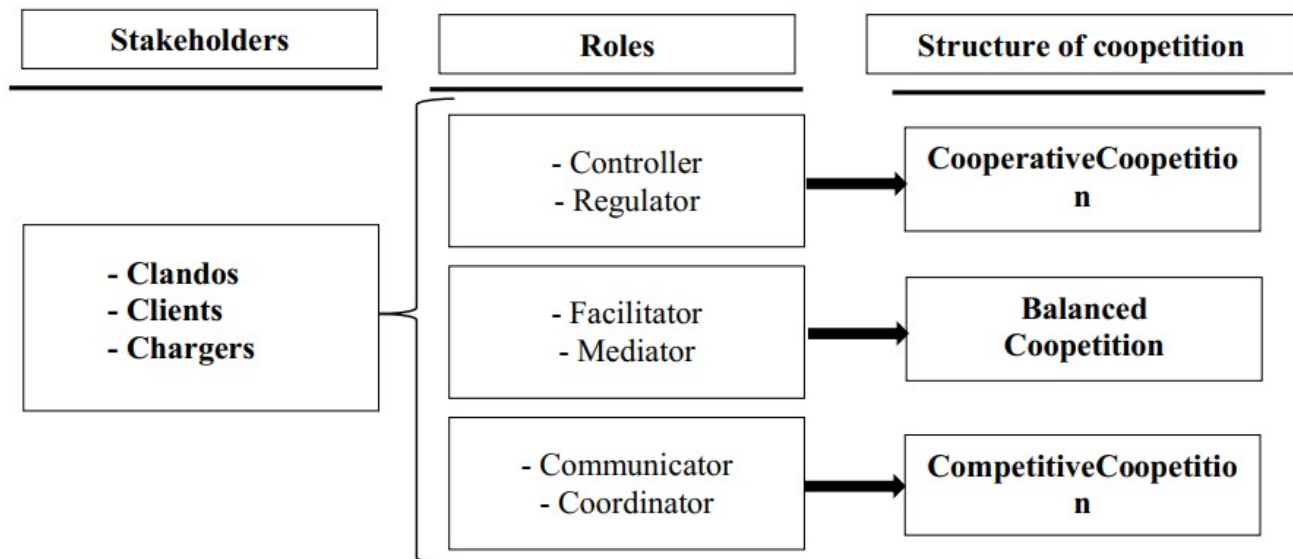 Stakeholders
Roles
Structure of coopetition
- Clandos
- Clients
- Chargers
- Controller
- Regulator
- Facilitator
- Mediator
- Communicator
- Coordinator
CooperativeCoopetitio
n
Balanced
Coopetition
CompetitiveCoopetitio
n